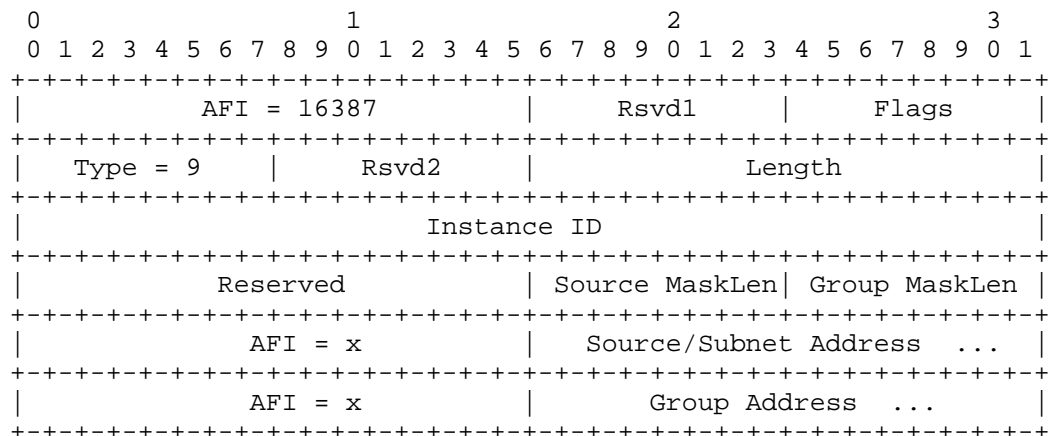 0                   1                   2                   3
 0 1 2 3 4 5 6 7 8 9 0 1 2 3 4 5 6 7 8 9 0 1 2 3 4 5 6 7 8 9 0 1
+-+-+-+-+-+-+-+-+-+-+-+-+-+-+-+-+-+-+-+-+-+-+-+-+-+-+-+-+-+-+-+-+
|           AFI = 16387           |     Rsvd1     |     Flags     |
+-+-+-+-+-+-+-+-+-+-+-+-+-+-+-+-+-+-+-+-+-+-+-+-+-+-+-+-+-+-+-+-+
|   Type = 9    |     Rsvd2     |             Length            |
+-+-+-+-+-+-+-+-+-+-+-+-+-+-+-+-+-+-+-+-+-+-+-+-+-+-+-+-+-+-+-+-+
|                         Instance ID                           |
+-+-+-+-+-+-+-+-+-+-+-+-+-+-+-+-+-+-+-+-+-+-+-+-+-+-+-+-+-+-+-+-+
|            Reserved           | Source MaskLen| Group MaskLen |
+-+-+-+-+-+-+-+-+-+-+-+-+-+-+-+-+-+-+-+-+-+-+-+-+-+-+-+-+-+-+-+-+
|              AFI = x          |   Source/Subnet Address  ...  |
+-+-+-+-+-+-+-+-+-+-+-+-+-+-+-+-+-+-+-+-+-+-+-+-+-+-+-+-+-+-+-+-+
|              AFI = x          |       Group Address  ...      |
+-+-+-+-+-+-+-+-+-+-+-+-+-+-+-+-+-+-+-+-+-+-+-+-+-+-+-+-+-+-+-+-+